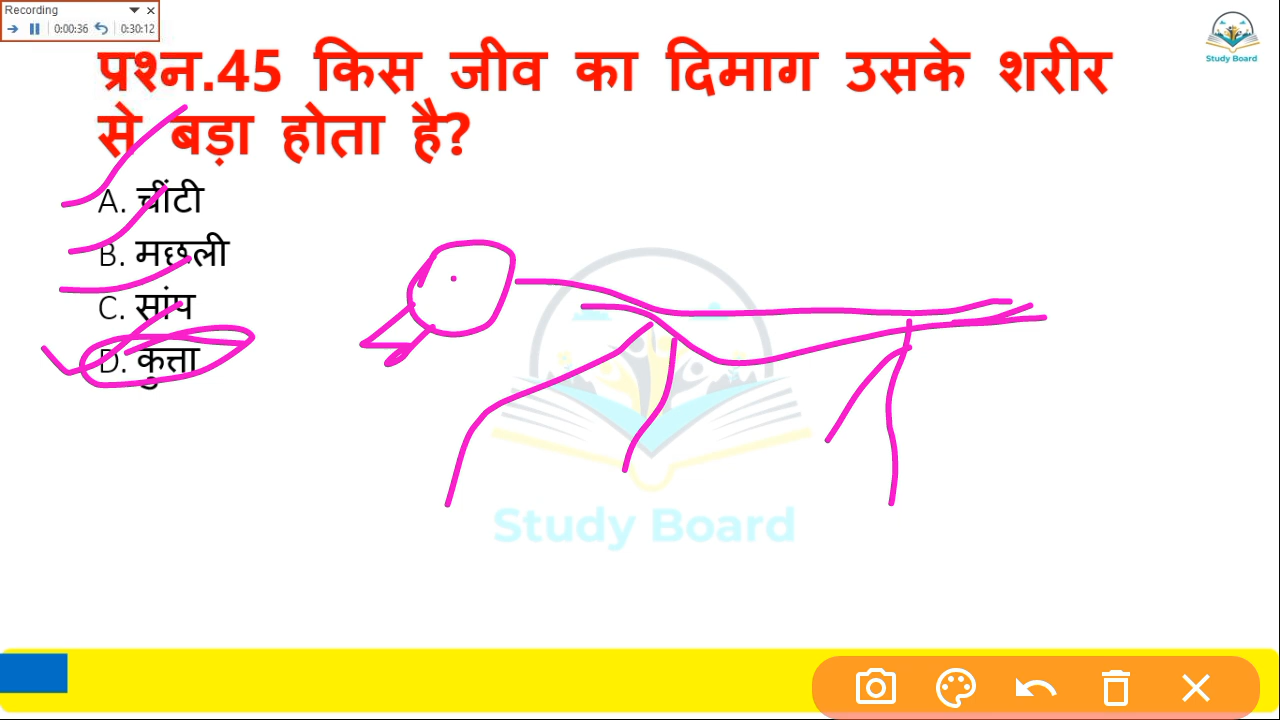 Recording
0:00:36 0:30:12
Study Board
प्रश्न.45 किस जीव का दिमाग उसके शरीर
से बड़ा होता है?
A. चींटी
B. मछली
C. सांप
D. कुत्ता
Study Board